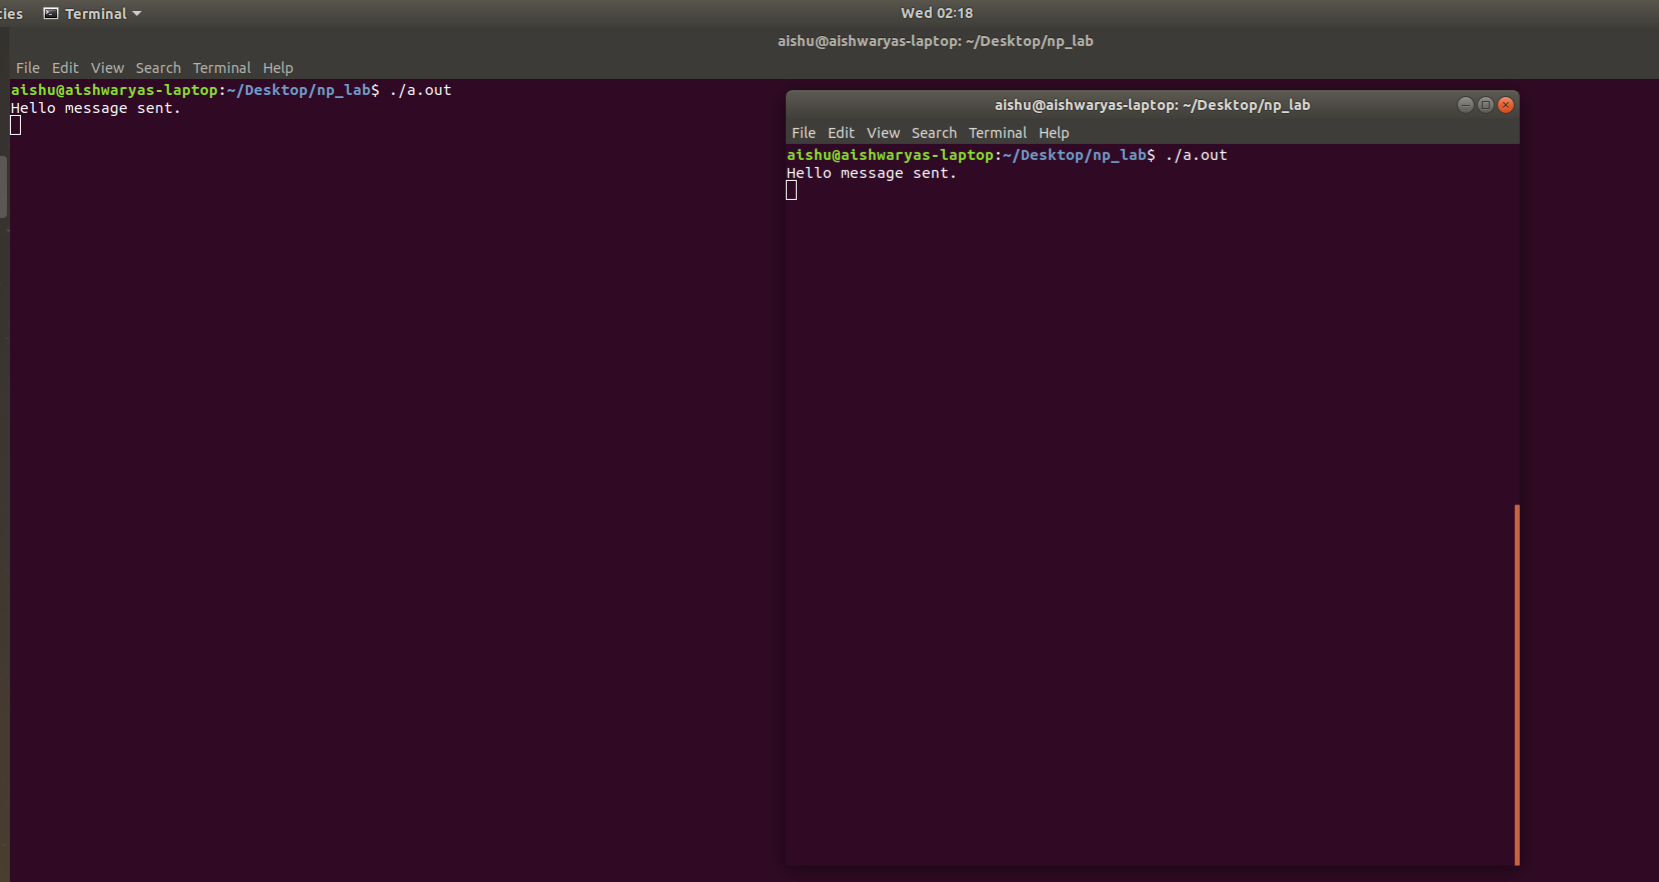 ties Terminal Wed 02:18
aishu@aishwaryas-laptop: ~/Desktop/np_lab
File Edit View Search Terminal Help
aishu@aishwaryas-laptop:~/Desktop/np_lab$ ./a.out
Hello message sent.
aishu@aishwaryas-laptop: ~/Desktop/np_lab
File Edit View Search Terminal Help
aishu@aishwaryas-laptop:~/Desktop/np_lab$ ./a.out
Hello message sent.